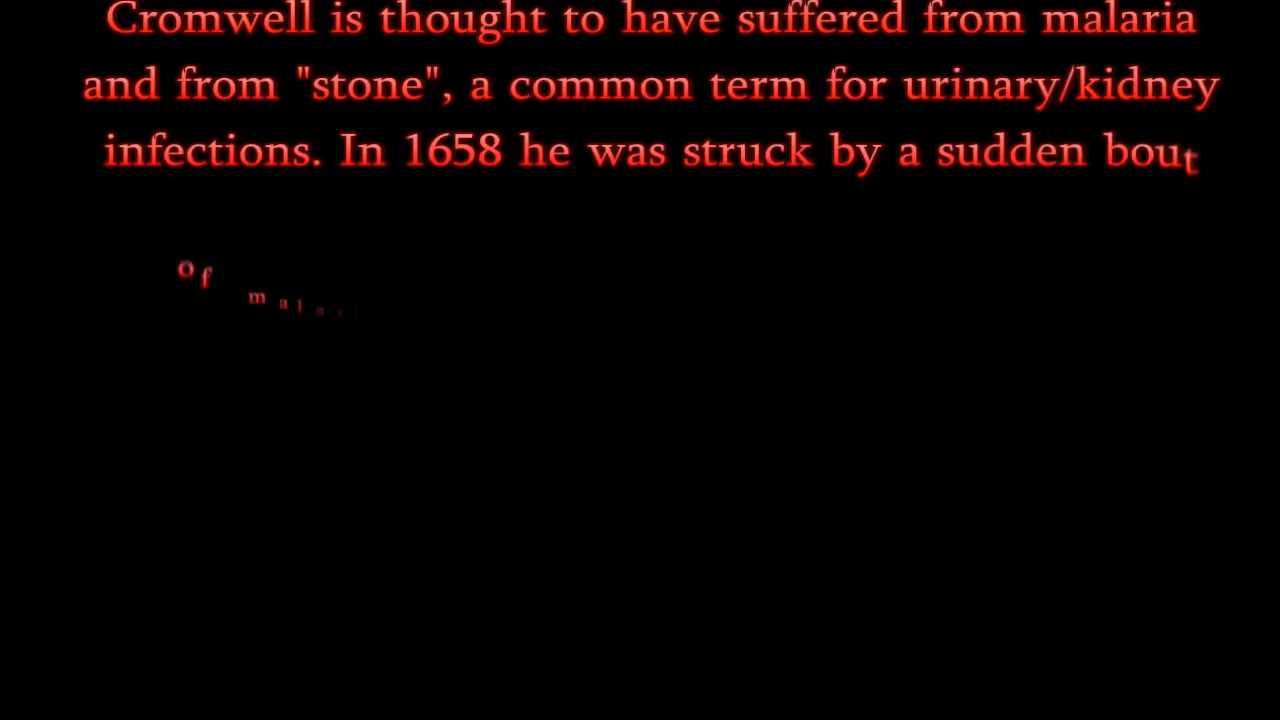 Cromwell is thought to have suffered from malaria
and from "stone", a common term for urinary/kidney
infections. In 1658 he was struck by a sudden bout
of